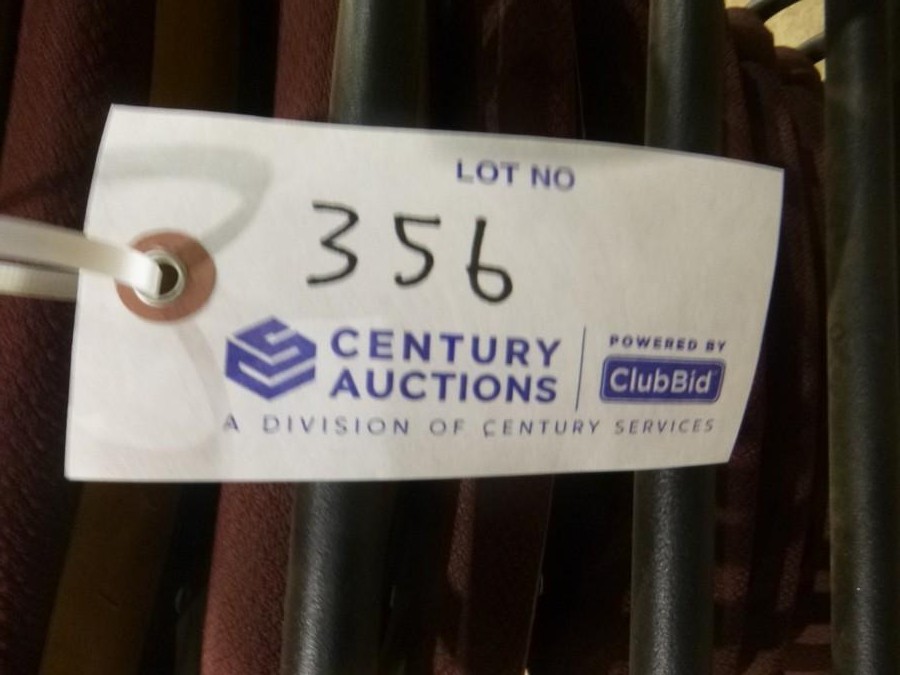 LOT NO
356
CENTURY AUCTIONS
POWERED BY
ClubBid
A DIVISION OF CENTURY SERVICES